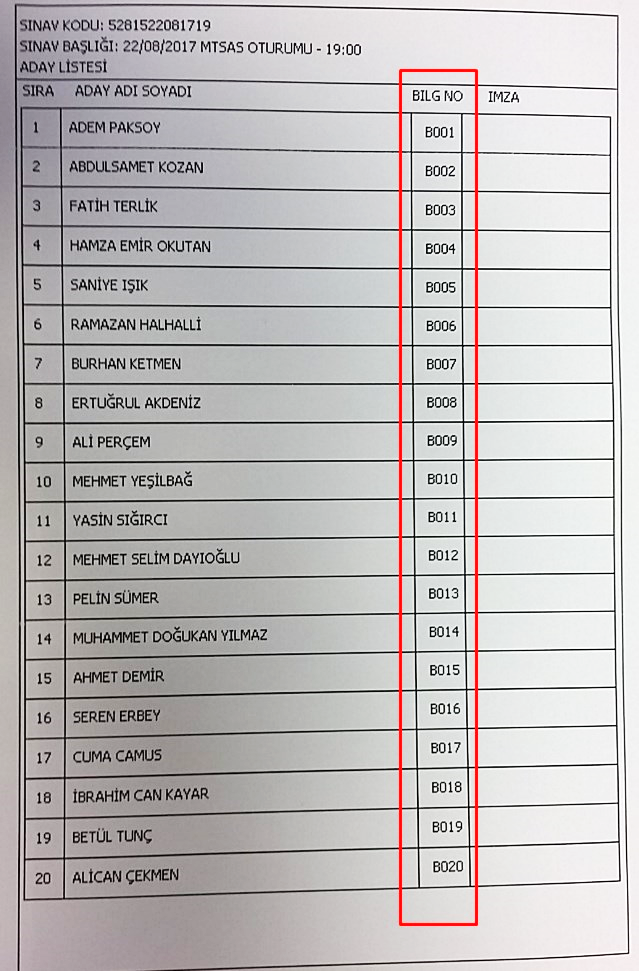 SINAV KODU: 5281522081719
SINAV BAŞLIĞI: 22/08/2017 MTSAS OTURUMU - 19:00
ADAY LİSTESİ
SIRA ADAY ADI SOYADI BILG NO IMZA
1 ADEM PAKSOY B001
2 ABDULSAMET KOZAN B002
3 FATİH TERLİK B003
4 HAMZA EMİR OKUTAN B004
5 SANİYE IŞIK B005
6 RAMAZAN HALHALLİ B006
7 BURHAN KETMEN B007
8 ERTUĞRUL AKDENİZ B008
9 ALİ PERÇEM B009
10 MEHMET YEŞİLBAĞ B010
11 YASİN SIĞIRCI B011
12 MEHMET SELİM DAYIOĞLU B012
13 PELİN SÜMER B013
14 MUHAMMET DOĞUKAN YILMAZ B014
15 AHMET DEMİR B015
16 SEREN ERBEY B016
17 CUMA CAMUS B017
18 İBRAHİM CAN KAYAR B018
19 BETÜL TUNÇ B019
20 ALİCAN ÇEKMEN B020